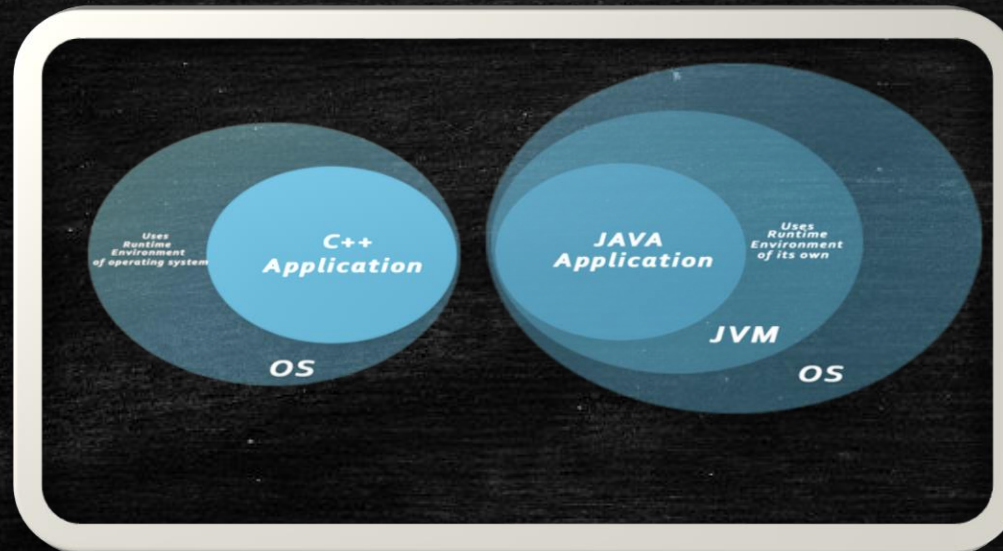 Uses
Runtime
Environment
of operating system
C++
Application
OS
JAVA
Application
Uses
Runtime
Environment
of its own
JVM
OS